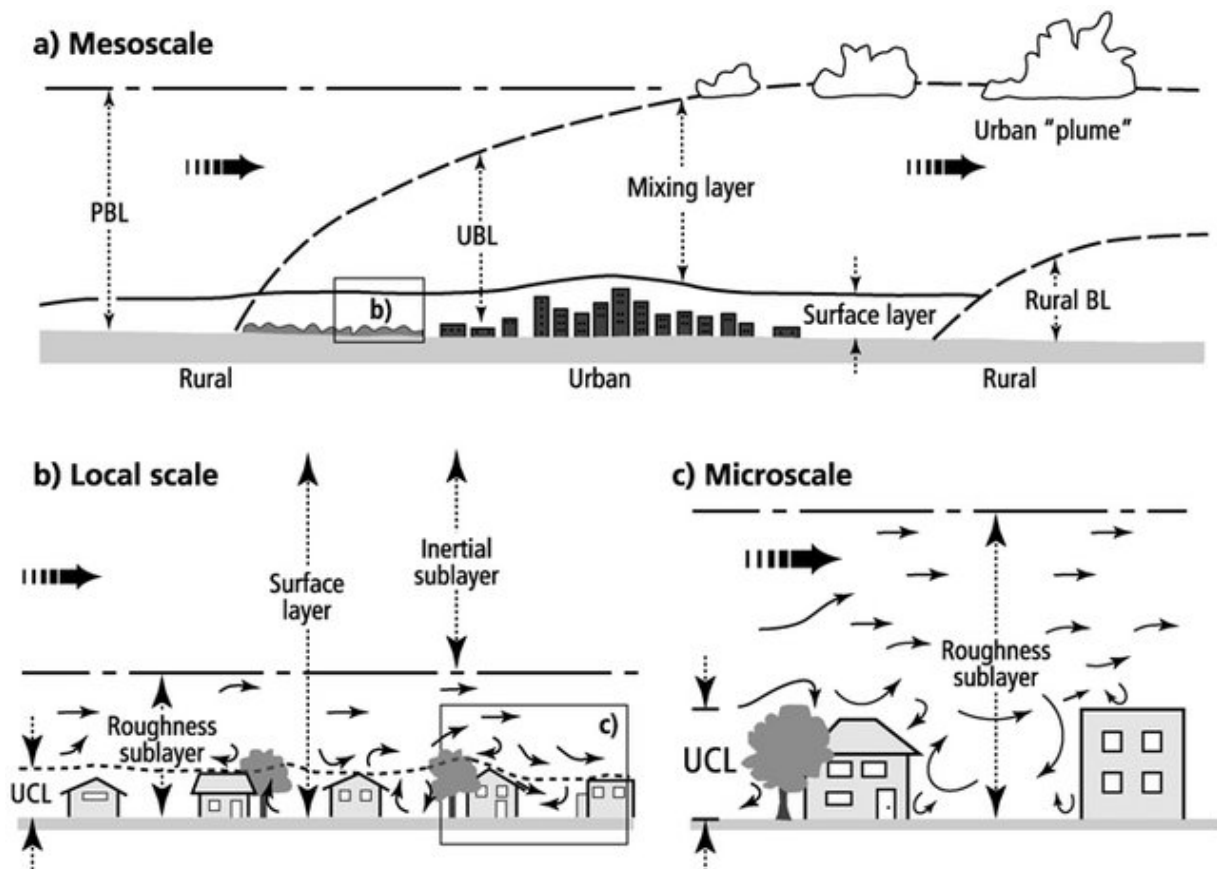 a) Mesoscale
Urban "plume"
PBL
Mixing layer
UBL
b)
Surface layer
Rural BL
Rural
Urban
Rural
b) Local scale
Inertial
sublayer
Surface
layer
Roughness
sublayer
c)
UCL
c) Microscale
Roughness
sublayer
UCL